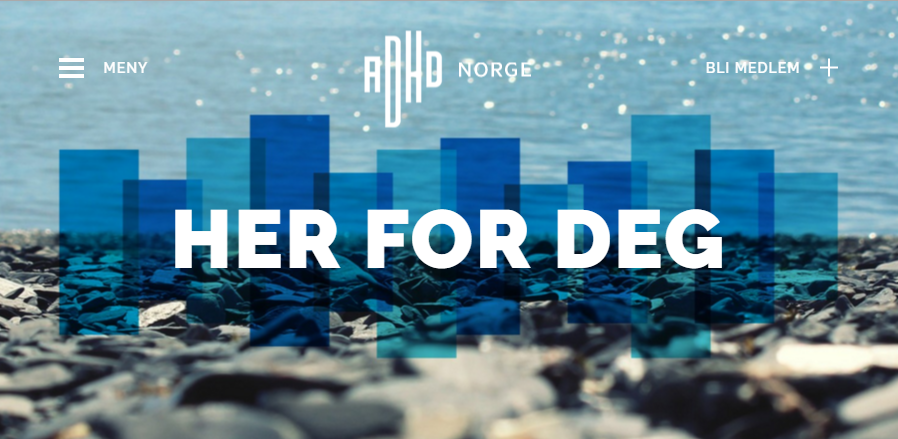 MENY
ADHD NORGE
BLI MEDLEM
HER FOR DEG